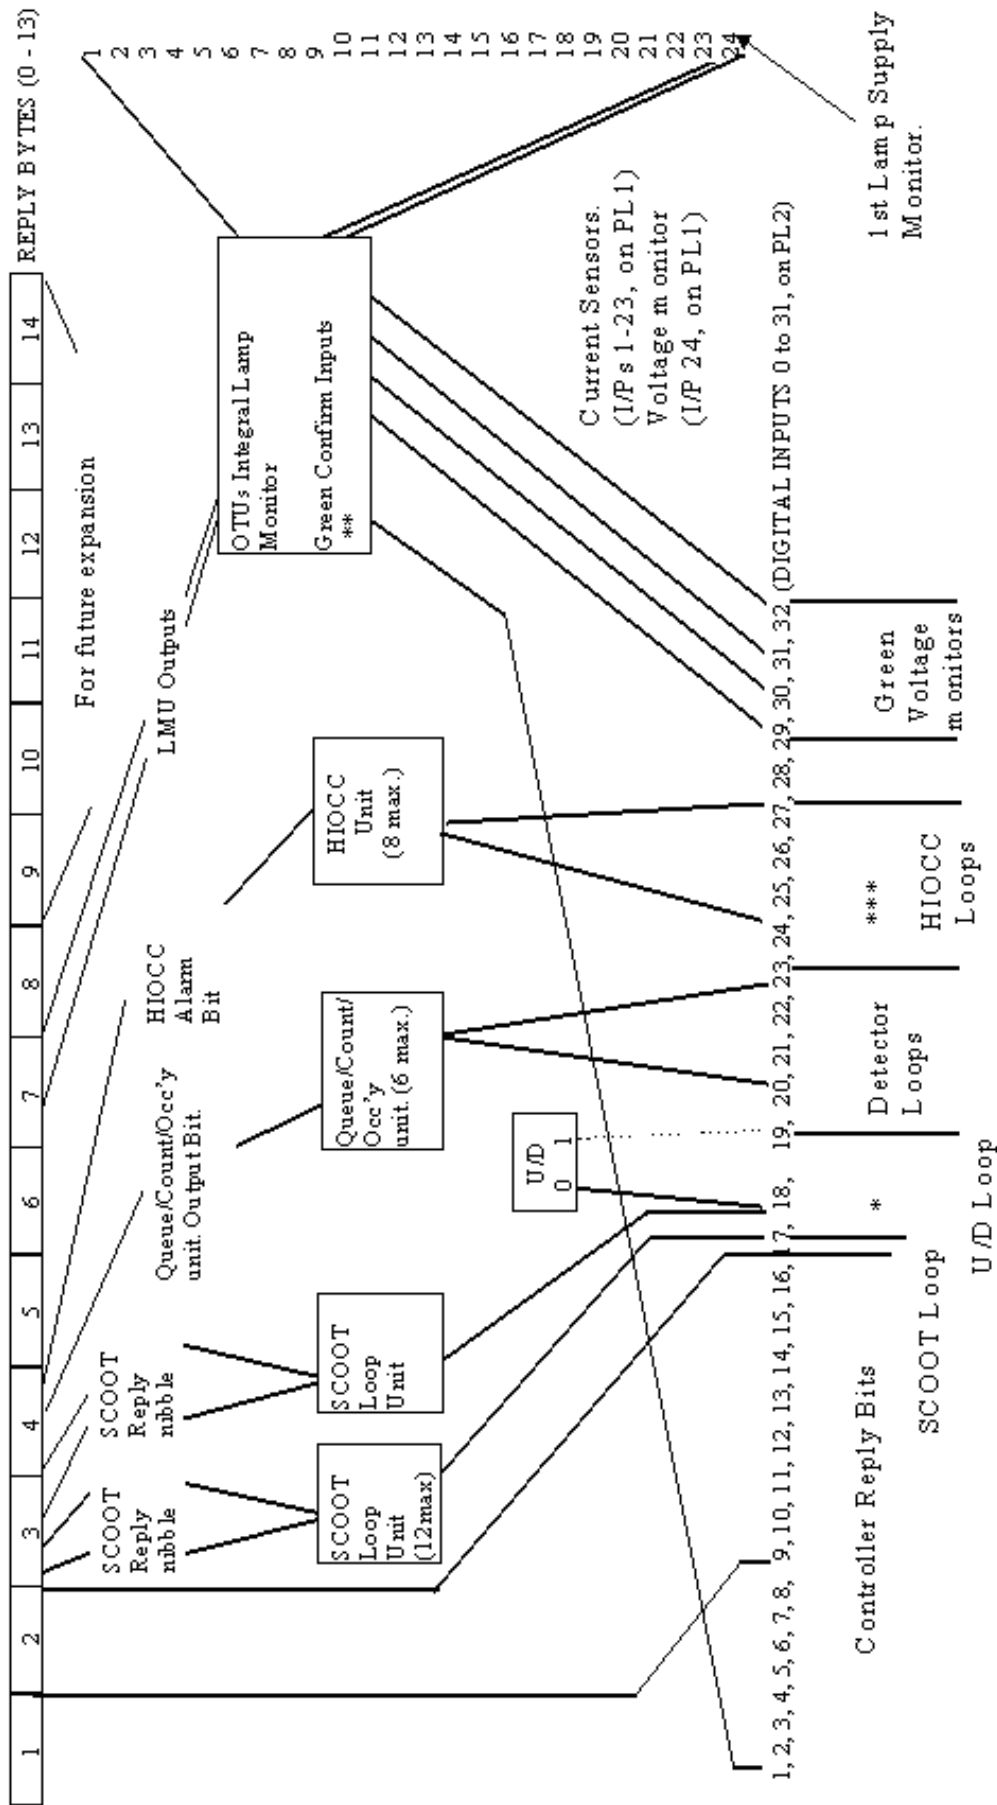 1 2 3 4 5 6 7 8 9 10 11 12 13 14 REPLY BYTES (0 - 13)
For future expansion
SCOOT
Reply
nibble
SCOOT
Reply
nibble
Queue/Count/Occ'y
unit. Output Bit.
HIOCC
Alarm
Bit
LMU Outputs
OTUs Integral Lamp
Monitor
Green Confirm Inputs
**
SCOOT
Loop
Unit
(12max)
SCOOT
Loop
Unit
Queue/Count/
Occ'y
unit. (6 max.)
HIOCC
Unit
(8 max.)
U/D
0 1
1
2
3
4
5
6
7
8
9
10
11
12
13
14
15
16
17
18
19
20
21
22
23
24
1st Lamp Supply
Monitor.
Current Sensors.
(I/Ps 1-23, on PL1)
Voltage monitor
(I/P 24, on PL1)
1, 2, 3, 4, 5, 6, 7, 8, 9, 10, 11, 12, 13, 14, 15, 16, 17, 18, 19, 20, 21, 22, 23, 24, 25, 26, 27, 28, 29, 30, 31, 32 (DIGITAL INPUTS 0 to 31, on PL2)
Controller Reply Bits
*
SCOOT Loop
U/D Loop
Detector
Loops
***
HIOCC
Loops
Green
Voltage
monitors